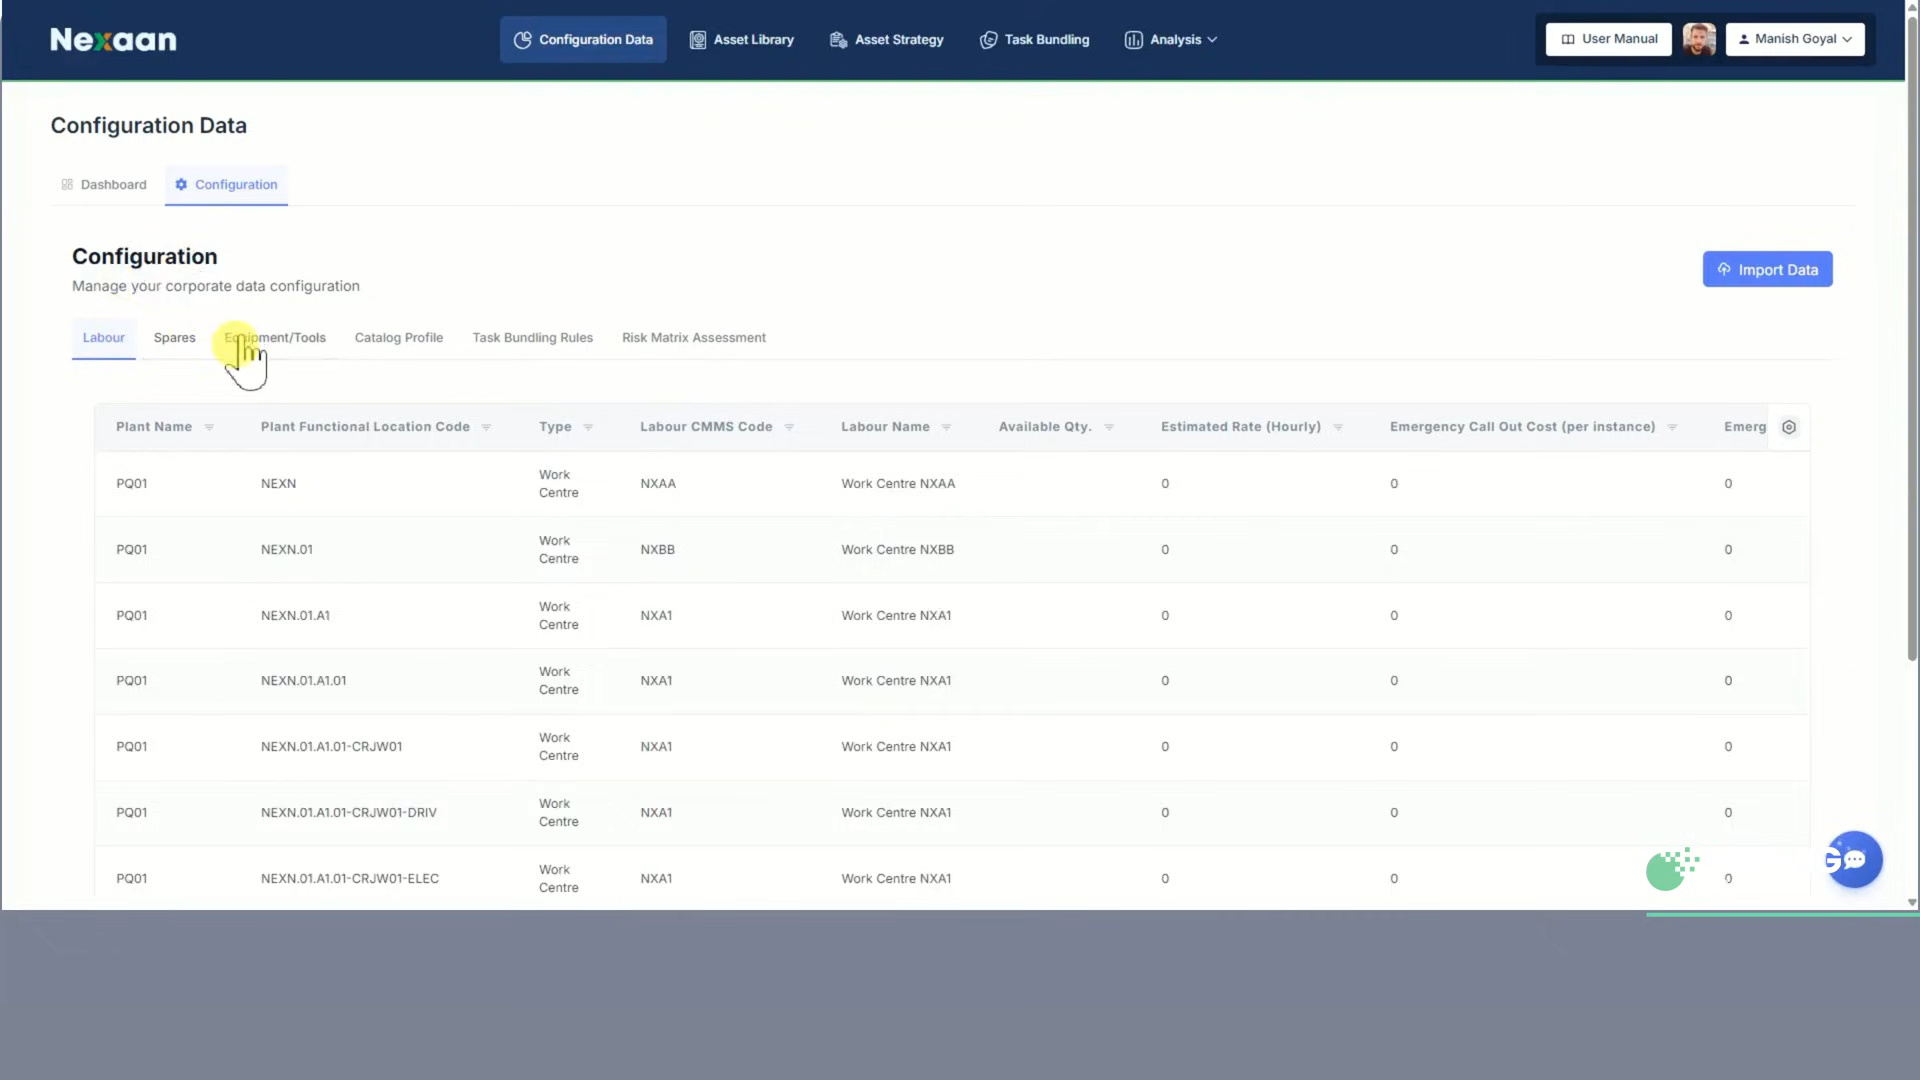 Nexaan
Configuration Data
Asset Library
Asset Strategy
Task Bundling
Analysis
User Manual
Manish Goyal
Configuration Data
Dashboard
Configuration
Configuration
Manage your corporate data configuration
Import Data
Labour
Spares
Equipment/Tools
Catalog Profile
Task Bundling Rules
Risk Matrix Assessment
Plant Name Plant Functional Location Code Type Labour CMMS Code Labour Name Available Qty. Estimated Rate (Hourly) Emergency Call Out Cost (per instance) Emerg
PQ01 NEXN Work Centre NXAA Work Centre NXAA 0 0 0
PQ01 NEXN.01 Work Centre NXBB Work Centre NXBB 0 0 0
PQ01 NEXN.01.A1 Work Centre NXA1 Work Centre NXA1 0 0 0
PQ01 NEXN.01.A1.01 Work Centre NXA1 Work Centre NXA1 0 0 0
PQ01 NEXN.01.A1.01-CRJW01 Work Centre NXA1 Work Centre NXA1 0 0 0
PQ01 NEXN.01.A1.01-CRJW01-DRIV Work Centre NXA1 Work Centre NXA1 0 0 0
PQ01 NEXN.01.A1.01-CRJW01-ELEC Work Centre NXA1 Work Centre NXA1 0 0 0
G